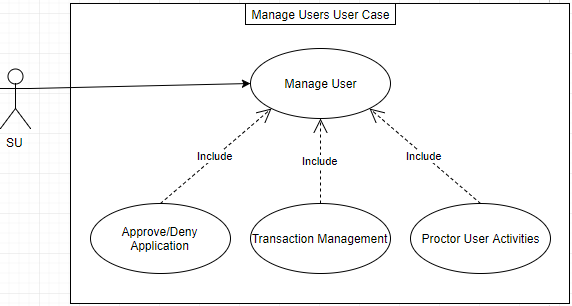 Manage Users User Case
Manage User
SU
Include
Include
Include
Approve/Deny
Application
Transaction Management
Proctor User Activities